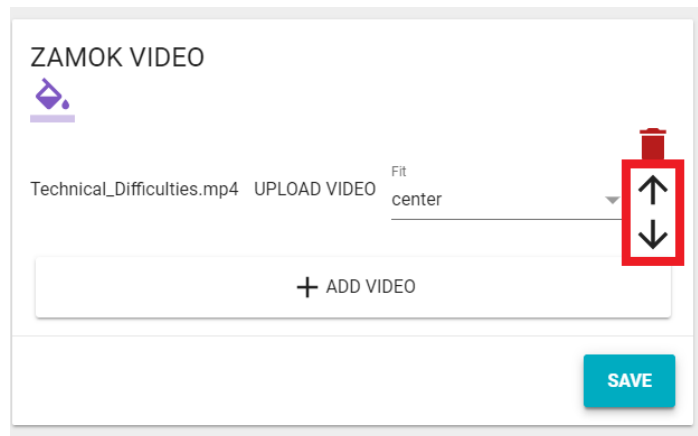 ZAMOK VIDEO
Fit
Technical_Difficulties.mp4 UPLOAD VIDEO center
ADD VIDEO
SAVE